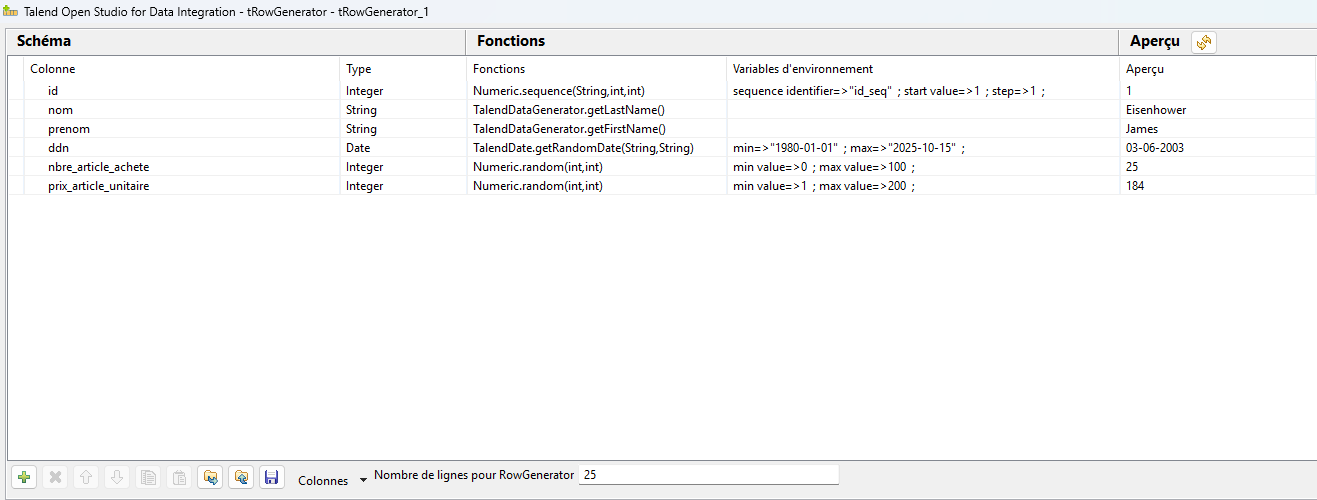 Talend Open Studio for Data Integration - tRowGenerator - tRowGenerator_1
Schéma Fonctions Aperçu
Colonne Type Fonctions Variables d'environnement Aperçu
id Integer Numeric.sequence(String,int,int) sequence identifier=>"id_seq" ; start value=>1 ; step=>1 ; 1
nom String TalendDataGenerator.getLastName() Eisenhower
prenom String TalendDataGenerator.getFirstName() James
ddn Date TalendDate.getRandomDate(String,String) min=>"1980-01-01" ; max=>"2025-10-15" ; 03-06-2003
nbre_article_achete Integer Numeric.random(int,int) min value=>0 ; max value=>100 ; 25
prix_article_unitaire Integer Numeric.random(int,int) min value=>1 ; max value=>200 ; 184
Colonnes Nombre de lignes pour RowGenerator 25